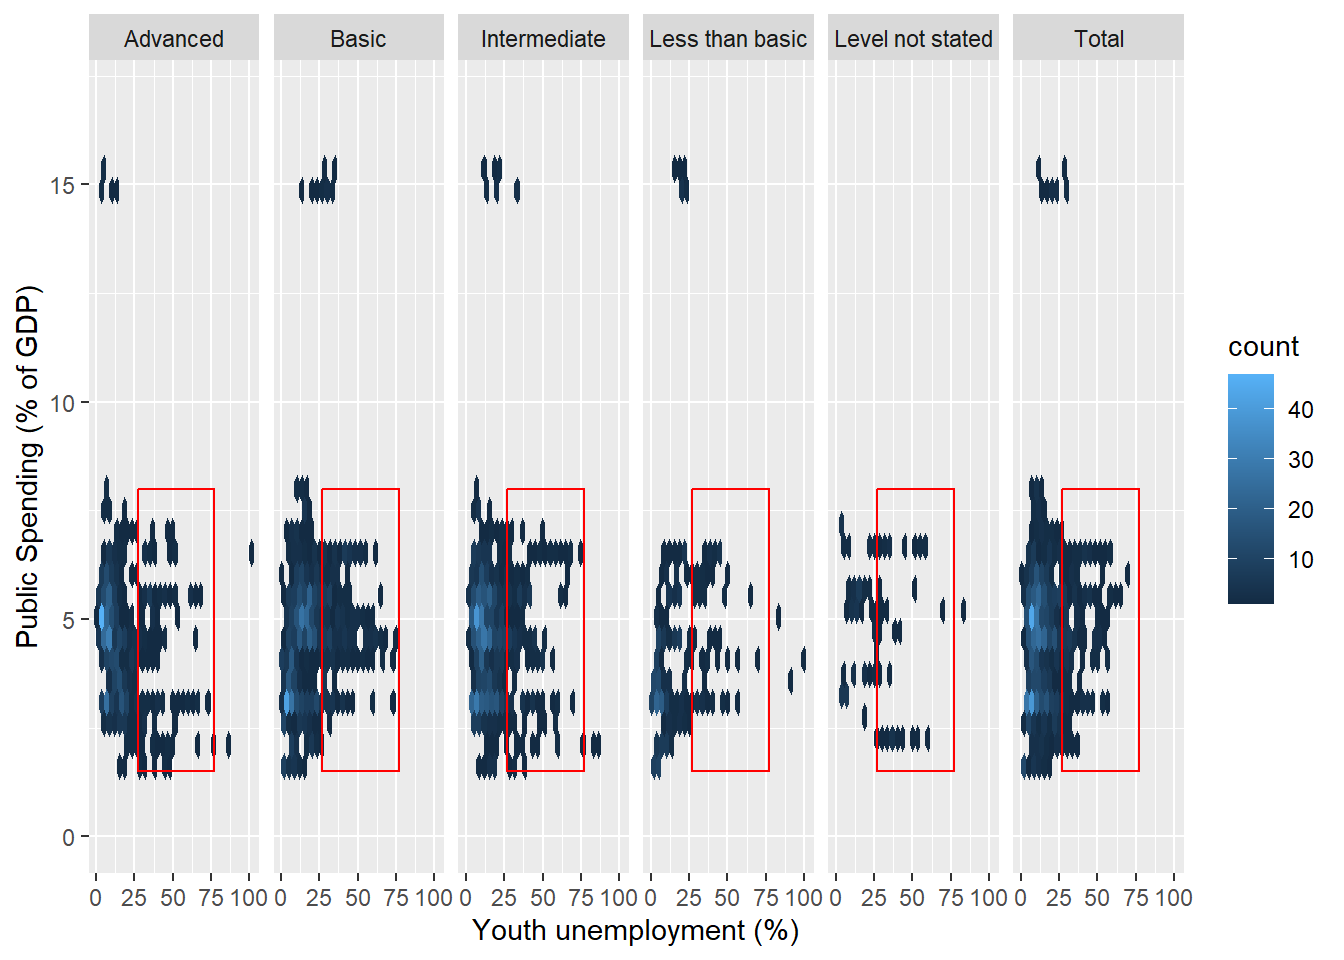 Advanced Basic Intermediate Less than basic Level not stated Total
15
10
5
0
Public Spending (% of GDP)
0 25 50 75 100 0 25 50 75 100 0 25 50 75 100 0 25 50 75 100 0 25 50 75 100 0 25 50 75 100
Youth unemployment (%)
count
40
30
20
10